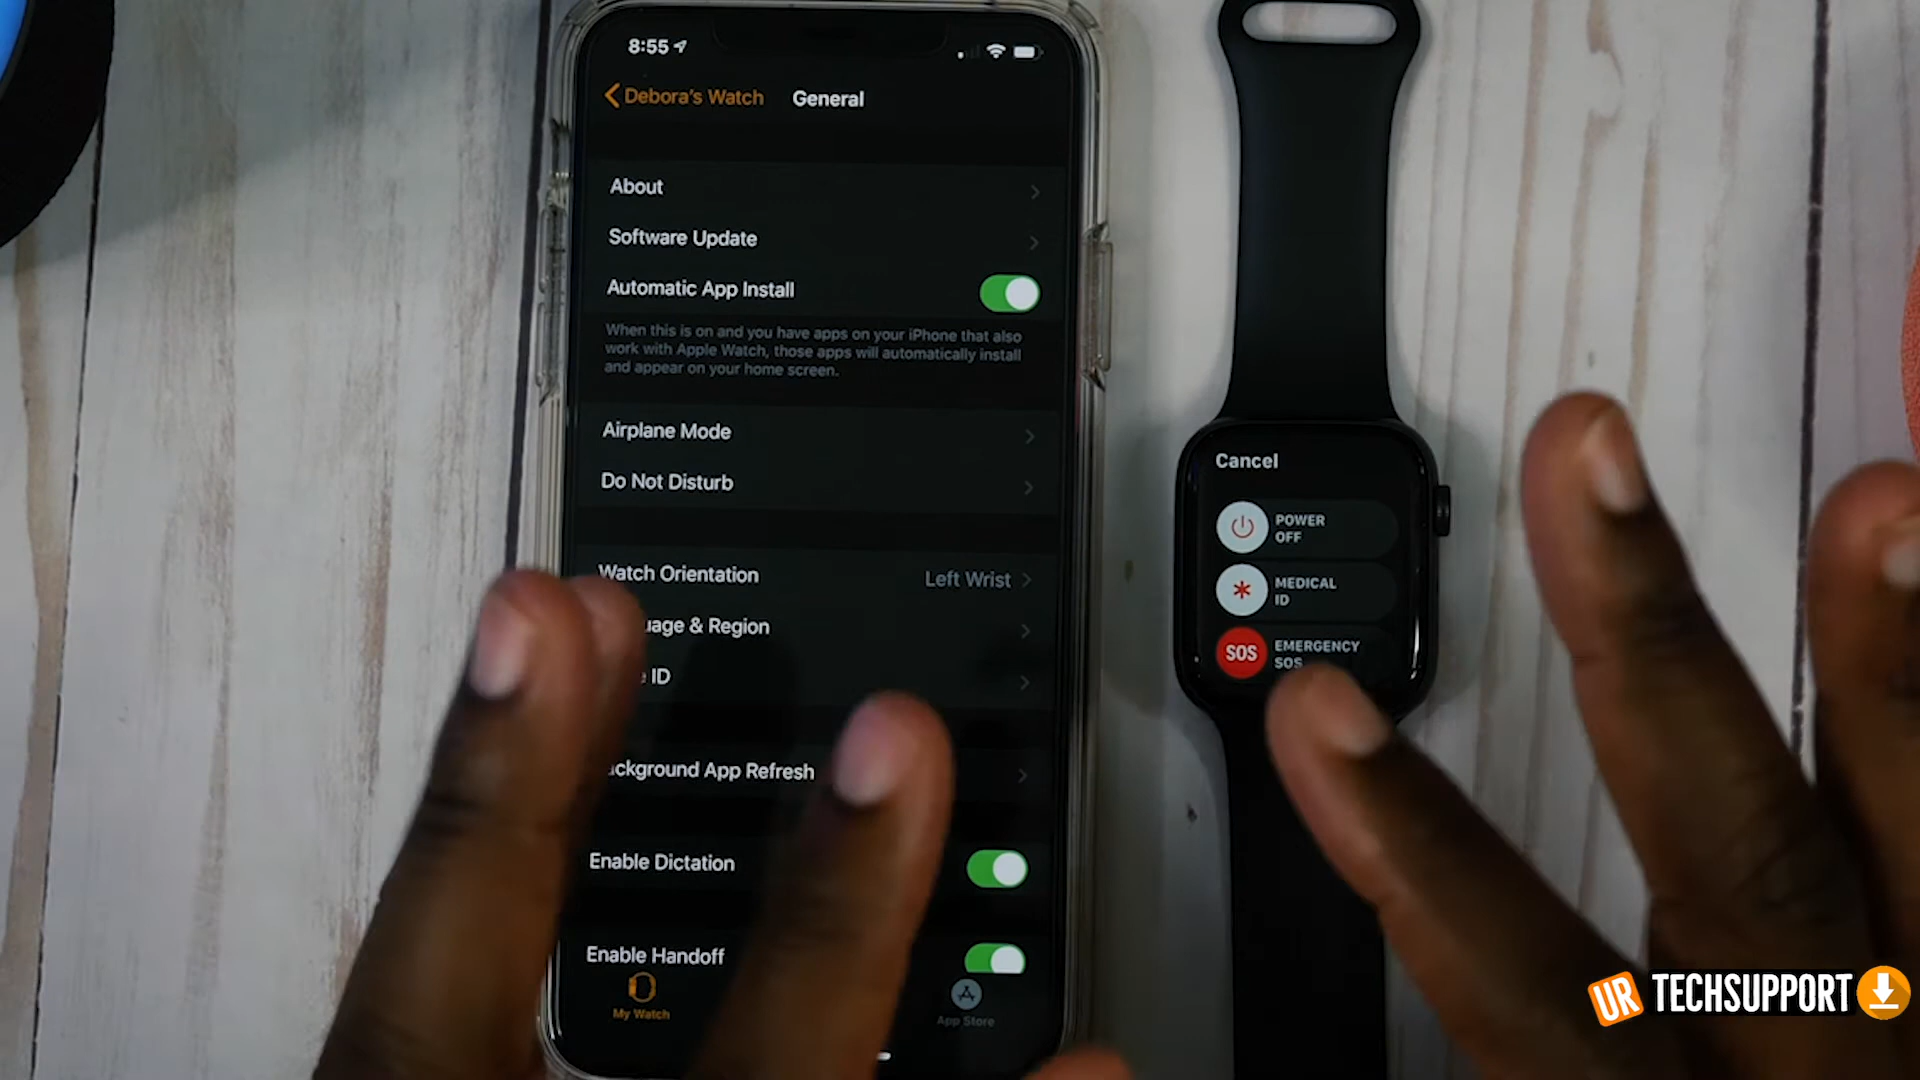 8:55
Debora's Watch
General
About
Software Update
Automatic App Install
When this is on and you have apps on your iPhone that also
work with Apple Watch, those apps will automatically install
and appear on your home screen.
Airplane Mode
Do Not Disturb
Watch Orientation
Left Wrist
uage & Region
ID
ckground App Refresh
Enable Dictation
Enable Handoff
My Watch
App Store
Cancel
POWER
OFF
MEDICAL
ID
SOS
EMERGENCY
SOS
UR TECHSUPPORT